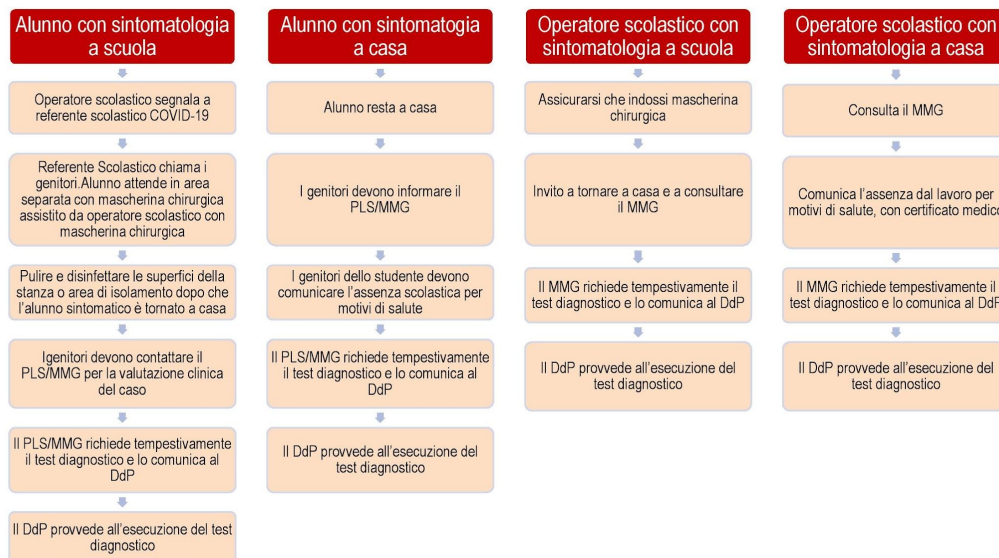 Alunno con sintomatologia
a scuola
Operatore scolastico segnala a
referente scolastico COVID-19
Referente Scolastico chiama i
genitori.Alunno attende in area
separata con mascherina chirurgica
assistito da operatore scolastico con
mascherina chirurgica
Pulire e disinfettare le superfici della
stanza o area di isolamento dopo che
l'alunno sintomatico è tornato a casa
Igenitori devono contattare il
PLS/MMG per la valutazione clinica
del caso
Il PLS/MMG richiede tempestivamente
il test diagnostico e lo comunica al
DdP
Il DdP provvede all'esecuzione del test
diagnostico
Alunno con sintomatogia
a casa
Alunno resta a casa
I genitori devono informare il
PLS/MMG
I genitori dello studente devono
comunicare l'assenza scolastica per
motivi di salute
Il PLS/MMG richiede tempestivamente
il test diagnostico e lo comunica al
DdP
Il DdP provvede all'esecuzione del
test diagnostico
Operatore scolastico con
sintomatologia a scuola
Assicurarsi che indossi mascherina
chirurgica
Invito a tornare a casa e a consultare
il MMG
Il MMG richiede tempestivamente il
test diagnostico e lo comunica al DdP
Il DdP provvede all'esecuzione del
test diagnostico
Operatore scolastico con
sintomatologia a casa
Consulta il MMG
Comunica l'assenza dal lavoro per
motivi di salute, con certificato medico
Il MMG richiede tempestivamente il
test diagnostico e lo comunica al DdP
Il DdP provvede all'esecuzione del
test diagnostico